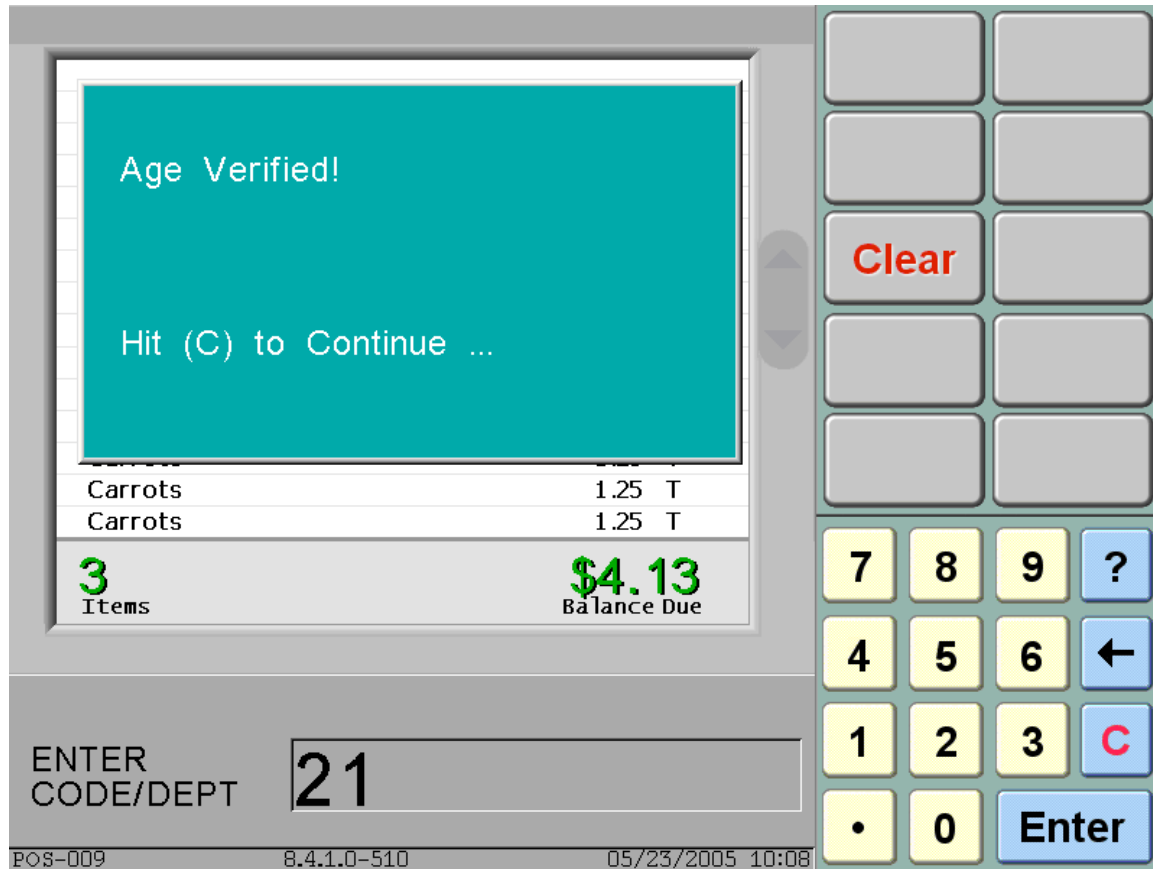 Age Verified!
Hit (C) to Continue ...
Carrots 1.25 T
Carrots 1.25 T
3 $4.13
Items Balance Due
ENTER
CODE/DEPT 21
POS-009 8.4.1.0-510 05/23/2005 10:08
Clear
7 8 9 ?
4 5 6 ←
1 2 3 C
. 0 Enter